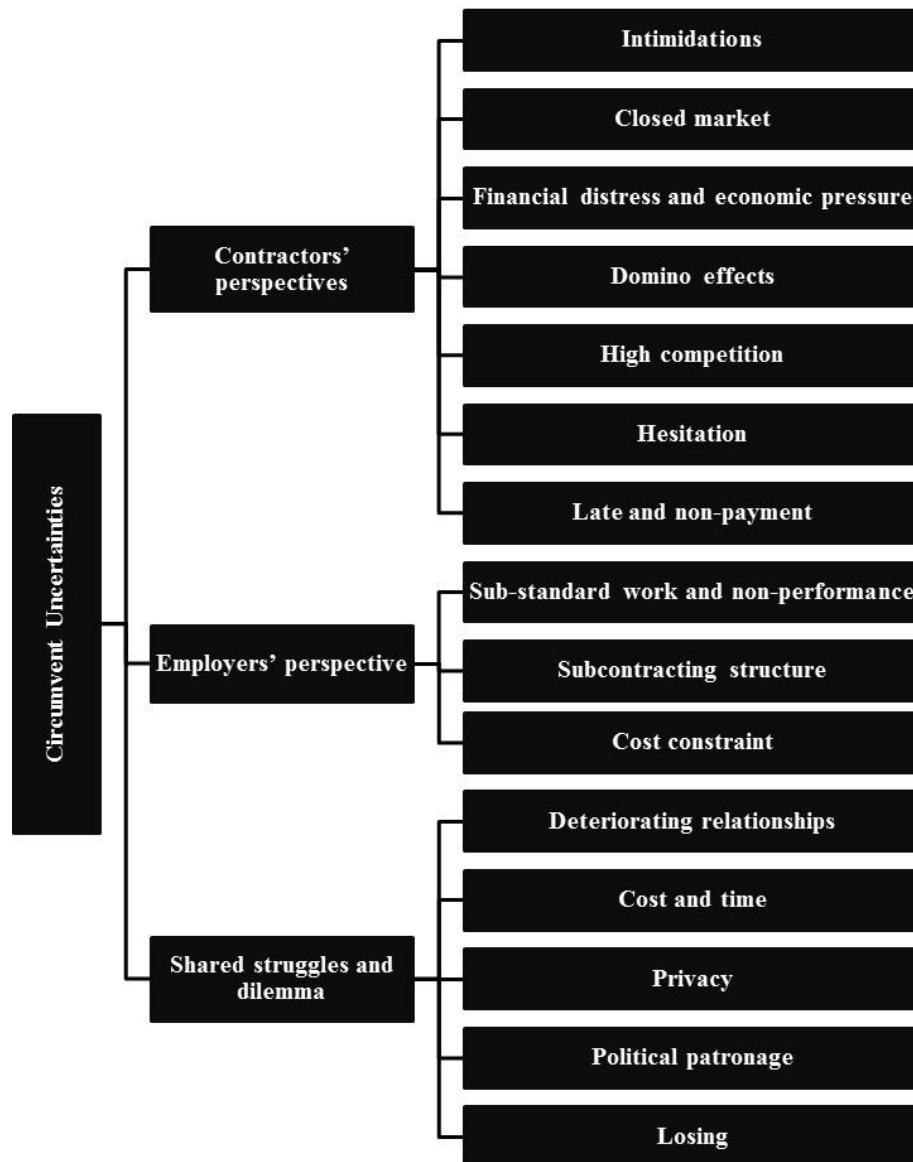 Circumvent Uncertainties
Contractors’
perspectives
Intimidations
Closed market
Financial distress and economic pressure
Domino effects
High competition
Hesitation
Late and non-payment
Employers’ perspective
Sub-standard work and non-performance
Subcontracting structure
Cost constraint
Shared struggles and
dilemma
Deteriorating relationships
Cost and time
Privacy
Political patronage
Losing